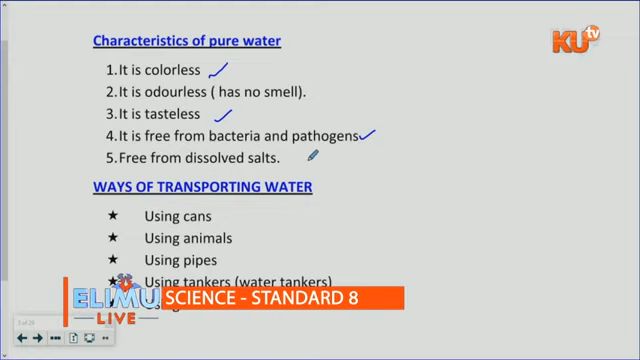 Characteristics of pure water
KU tv
1. It is colorless
2. It is odourless ( has no smell).
3. It is tasteless
4. It is free from bacteria and pathogens
5. Free from dissolved salts.
WAYS OF TRANSPORTING WATER
★ Using cans
★ Using animals
★ Using pipes
★ Using tankers (water tankers)
ELIMU LIVE
SCIENCE - STANDARD 8